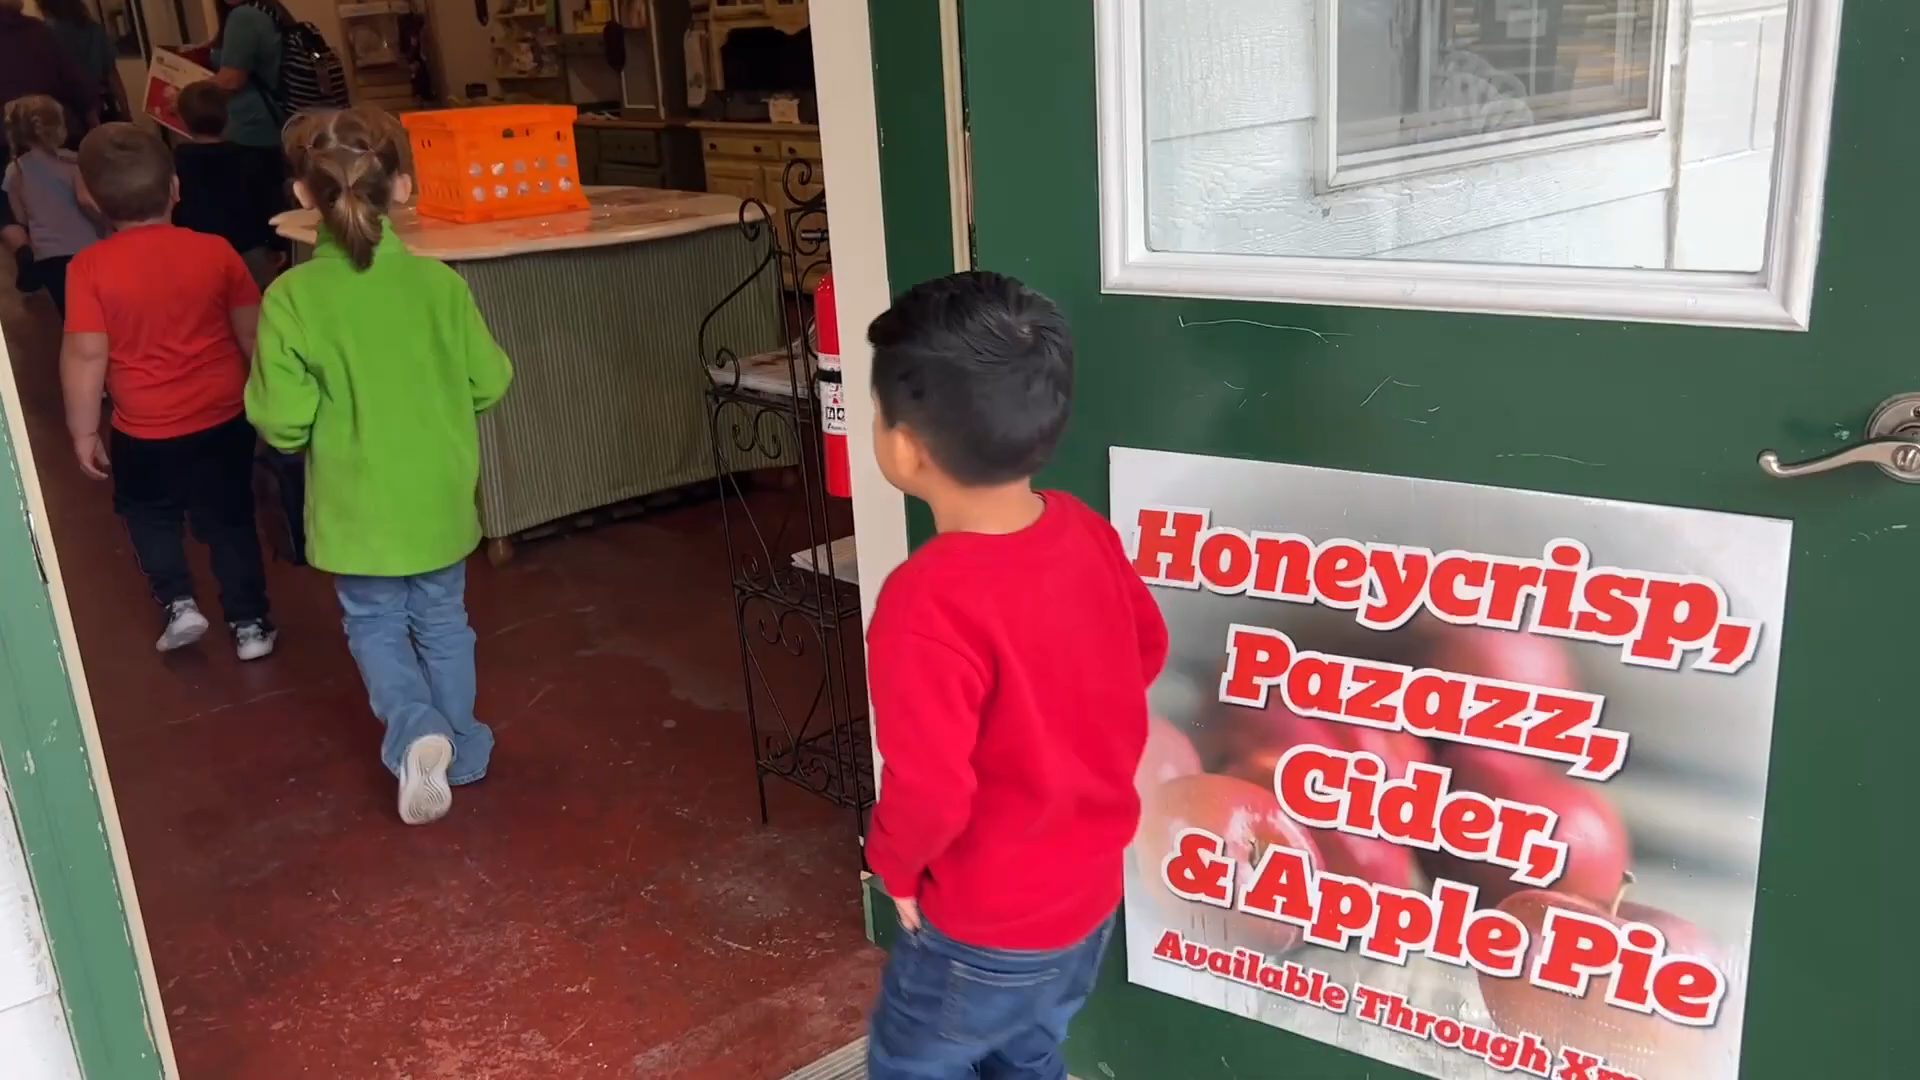 Honeycrisp,
Pazazz,
Cider,
& Apple Pie
Available Through